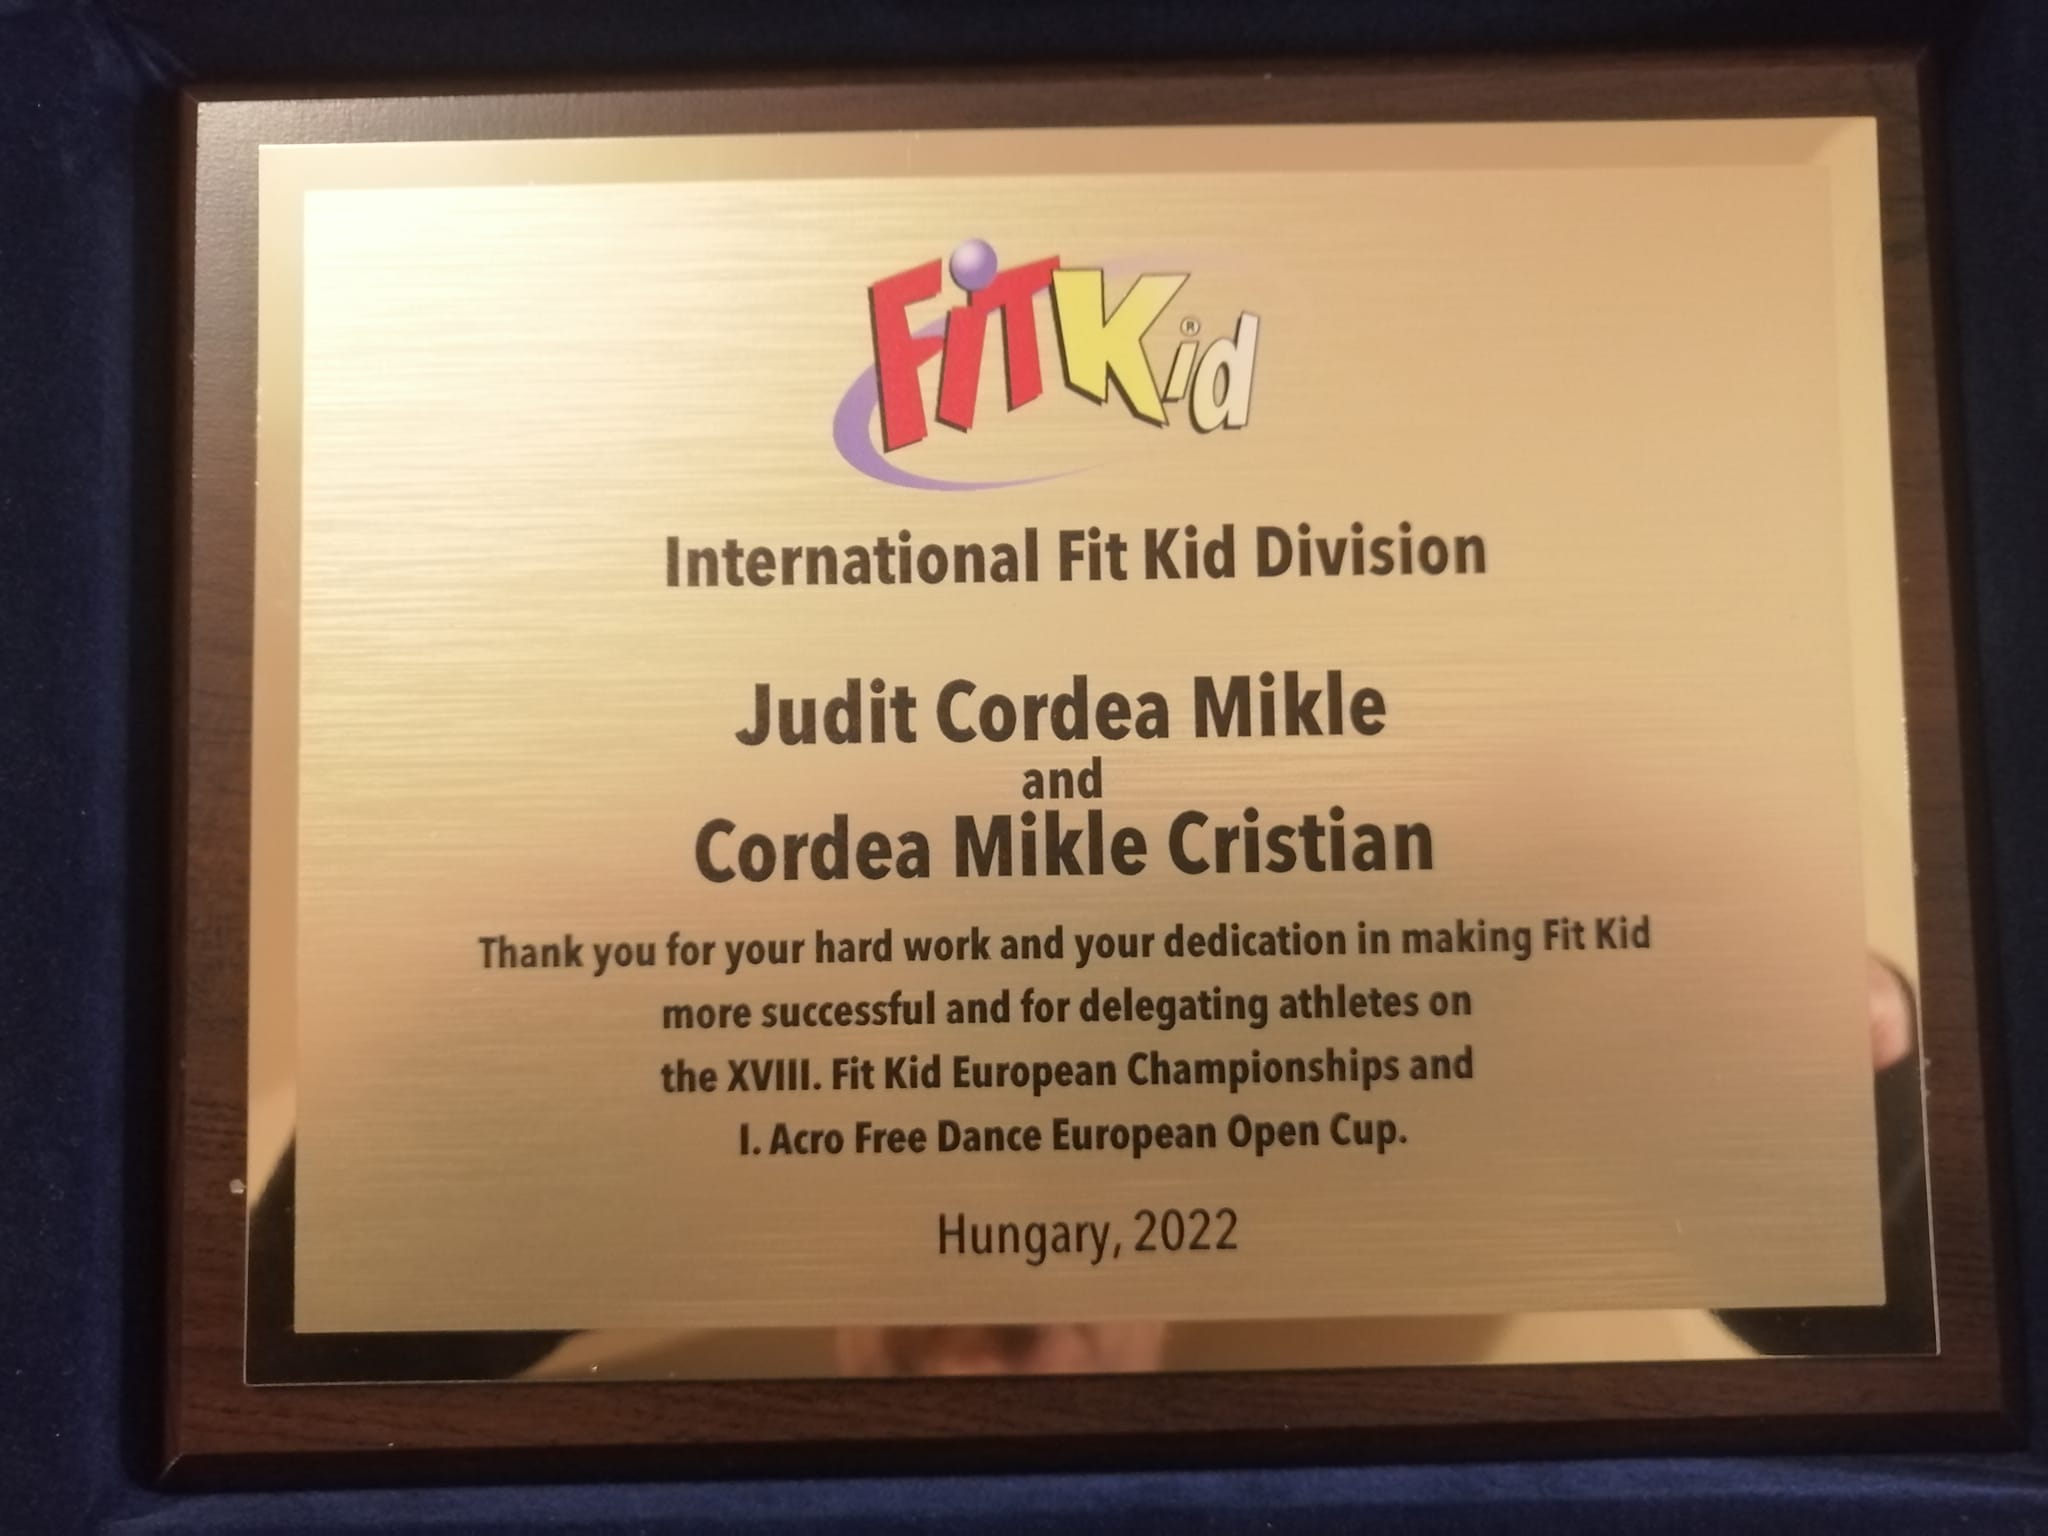 FiTKid®
International Fit Kid Division
Judit Cordea Mikle
and
Cordea Mikle Cristian
Thank you for your hard work and your dedication in making Fit Kid
more successful and for delegating athletes on
the XVIII. Fit Kid European Championships and
I. Acro Free Dance European Open Cup.
Hungary, 2022